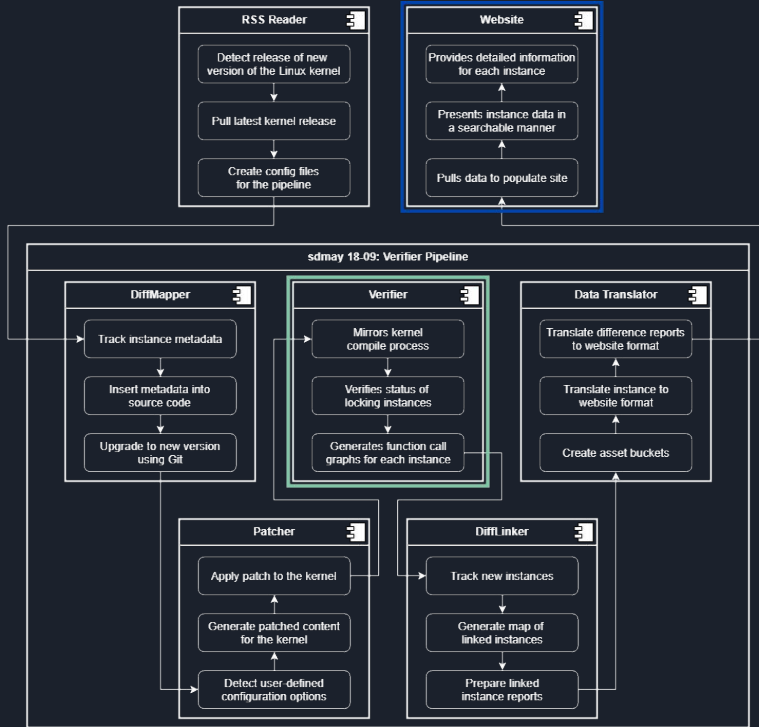 RSS Reader
Detect release of new
version of the Linux kernel
Pull latest kernel release
Create config files
for the pipeline
Website
Provides detailed information
for each instance
Presents instance data in
a searchable manner
Pulls data to populate site
sdmay 18-09: Verifier Pipeline
DiffMapper
Track instance metadata
Insert metadata into
source code
Upgrade to new version
using Git
Verifier
Mirrors kernel
compile process
Verifies status of
locking instances
Generates function call
graphs for each instance
Data Translator
Translate difference reports
to website format
Translate instance to
website format
Create asset buckets
Patcher
Apply patch to the kernel
Generate patched content
for the kernel
Detect user-defined
configuration options
DiffLinker
Track new instances
Generate map of
linked instances
Prepare linked
instance reports